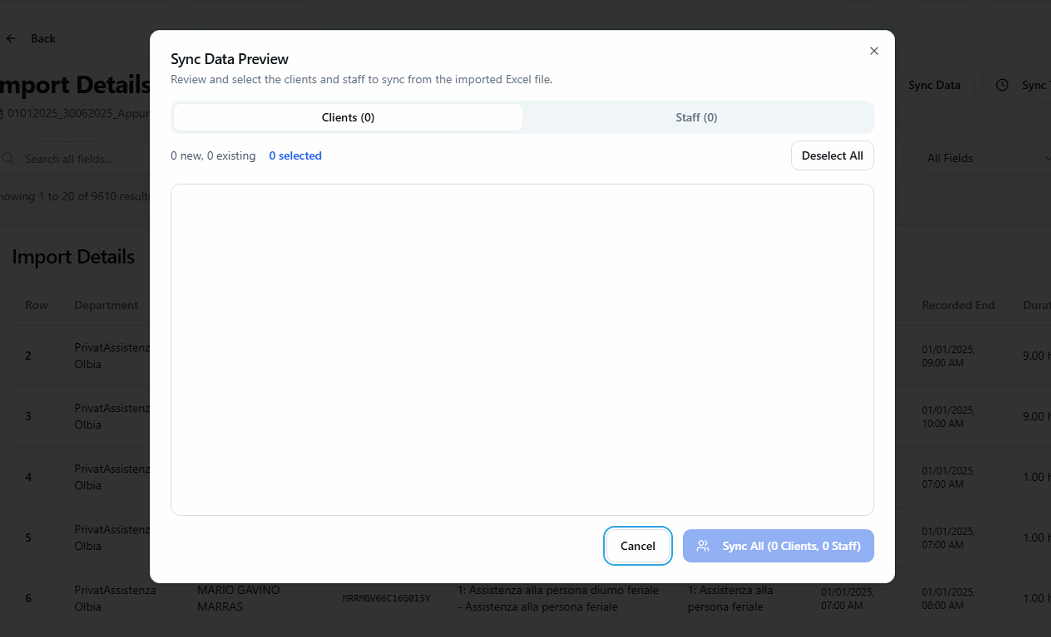 Back
Import Details
01012025_30062025_Appun
Search all fields...
howing 1 to 20 of 9610 results
Sync Data
Sync
All Fields
Sync Data Preview
Review and select the clients and staff to sync from the imported Excel file.
Clients (0)
Staff (0)
0 new, 0 existing
0 selected
Deselect All
Cancel
Sync All (0 Clients, 0 Staff)
Import Details
Row
Department
Recorded End
Durat
2
PrivatAssistenz
Olbia
01/01/2025,
09:00 AM
9.00 h
3
PrivatAssistenz
Olbia
01/01/2025,
10:00 AM
9.00 h
4
PrivatAssistenz
Olbia
01/01/2025,
07:00 AM
1.00 h
5
PrivatAssistenz
Olbia
01/01/2025,
07:00 AM
1.00 h
6
PrivatAssistenza
Olbia
MARIO GAVINO
MARRAS
MRRMGV66C16G015Y
1: Assistenza alla persona diurno feriale
- Assistenza alla persona feriale
1: Assistenza alla
persona feriale
01/01/2025,
07:00 AM
01/01/2025,
08:00 AM
1.00 h